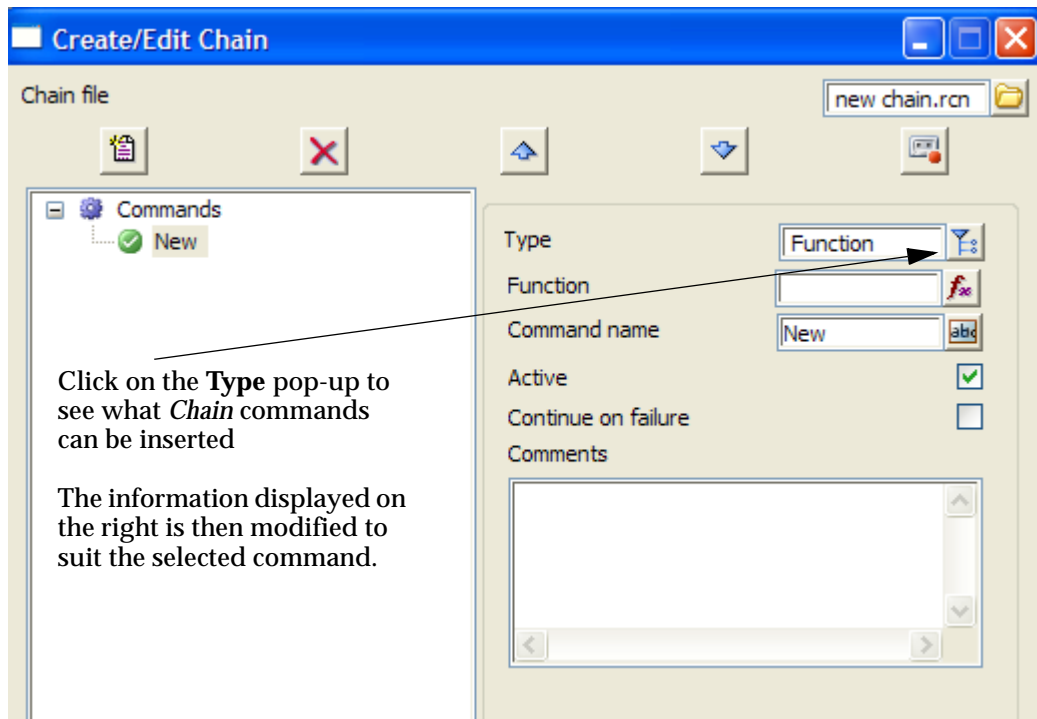 Create/Edit Chain
Chain file
new chain.rcn
Commands
New
Type
Function
Function
Command name
New
abc
Active
Continue on failure
Comments
Click on the Type pop-up to
see what Chain commands
can be inserted
The information displayed on
the right is then modified to
suit the selected command.